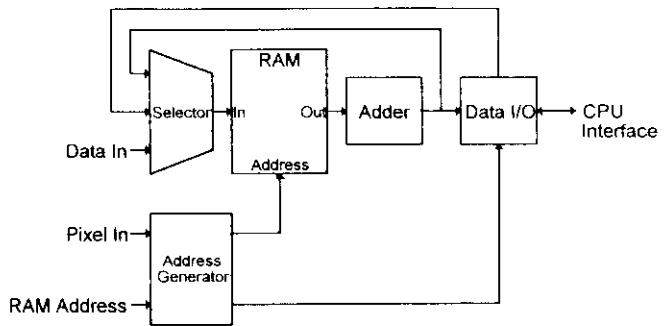 RAM
Selector
In
Out
Adder
Data I/O
CPU
Interface
Data In
Address
Pixel In
Address
Generator
RAM Address